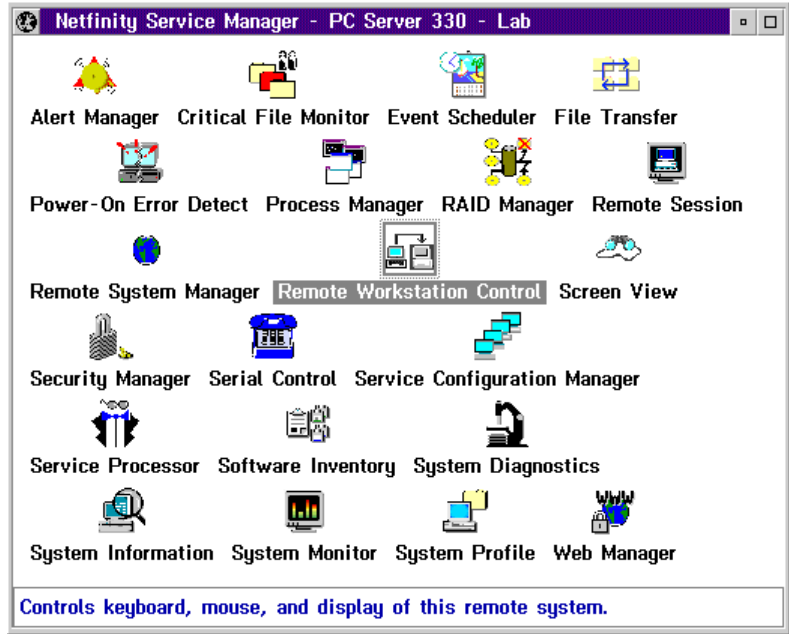 Netfinity Service Manager - PC Server 330 - Lab
Alert Manager Critical File Monitor Event Scheduler File Transfer
Power-On Error Detect Process Manager RAID Manager Remote Session
Remote System Manager Remote Workstation Control Screen View
Security Manager Serial Control Service Configuration Manager
Service Processor Software Inventory System Diagnostics
WWW
System Information System Monitor System Profile Web Manager
Controls keyboard, mouse, and display of this remote system.